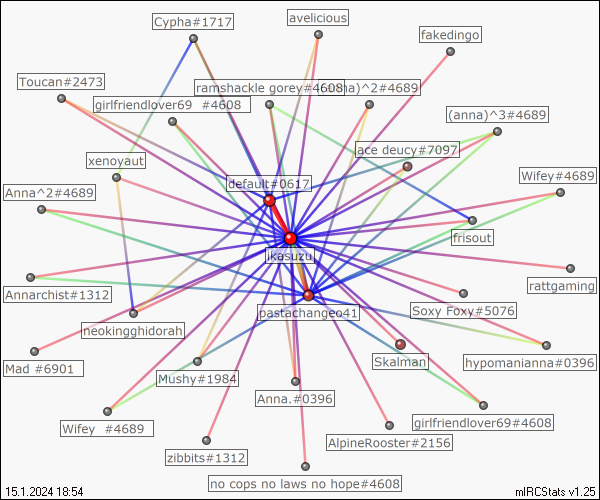 avelicious
Cypha#1717
fakedingo
Toucan#2473
ramshackle gorey#4608
)^2#4689
girlfriendlover69 #4608
(anna)^3#4689
ace deucy#7097
xenoyaut
Wifey#4689
default#0617
Anna^2#4689
frisout
jkasuzu
rattgaming
Annarchist#1312
Soxy Foxy#5076
pastachangeo41
neokingghidorah
Mad #6901
Skalman
hypomanianna#0396
Mushy#1984
Anna.#0396
Wifey #4689
girlfriendlover69#4608
AlpineRooster#2156
zibbits#1312
no cops no laws no hope#4608
15.1.2024 18:54
mIRCStats v1.25